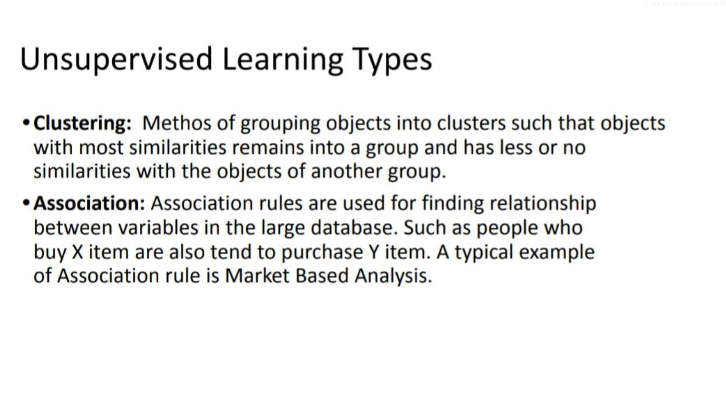 Unsupervised Learning Types
•Clustering: Methos of grouping objects into clusters such that objects
with most similarities remains into a group and has less or no
similarities with the objects of another group.
•Association: Association rules are used for finding relationship
between variables in the large database. Such as people who
buy X item are also tend to purchase Y item. A typical example
of Association rule is Market Based Analysis.